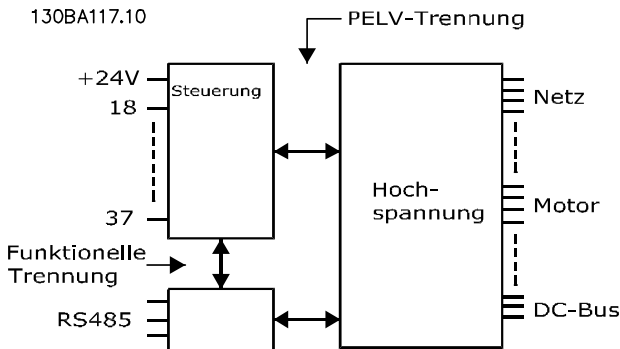 130BA117.10
PELV-Trennung
+24V
Steuerung
18
Netz
Hoch-
spannung
37
Motor
Funktionelle
Trennung
RS485
DC-Bus